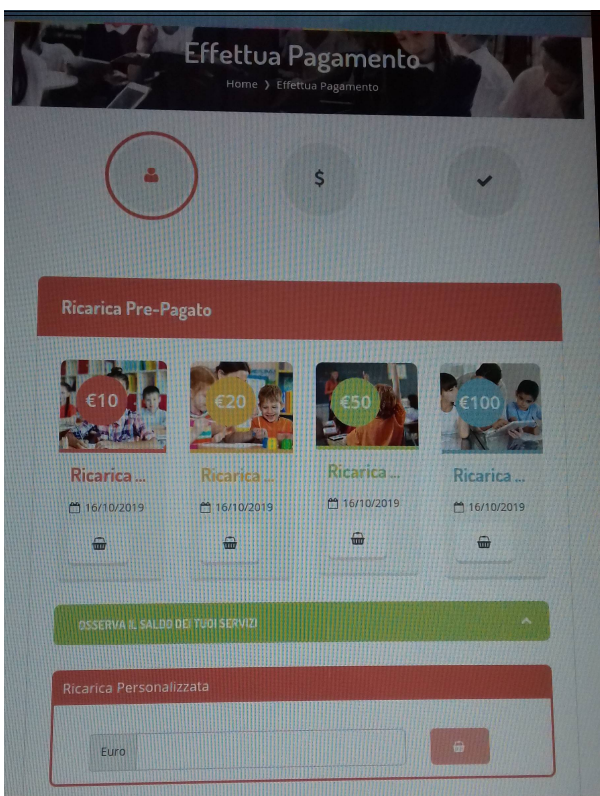 Effettua Pagamento
Home ❯ Effettua Pagamento
$
Ricarica Pre-Pagato
€10
€20
€50
€100
Ricarica ...
Ricarica ...
Ricarica ...
Ricarica ...
16/10/2019
16/10/2019
16/10/2019
16/10/2019
OSSERVA IL SALDO DEI TUOI SERVIZI
Ricarica Personalizzata
Euro